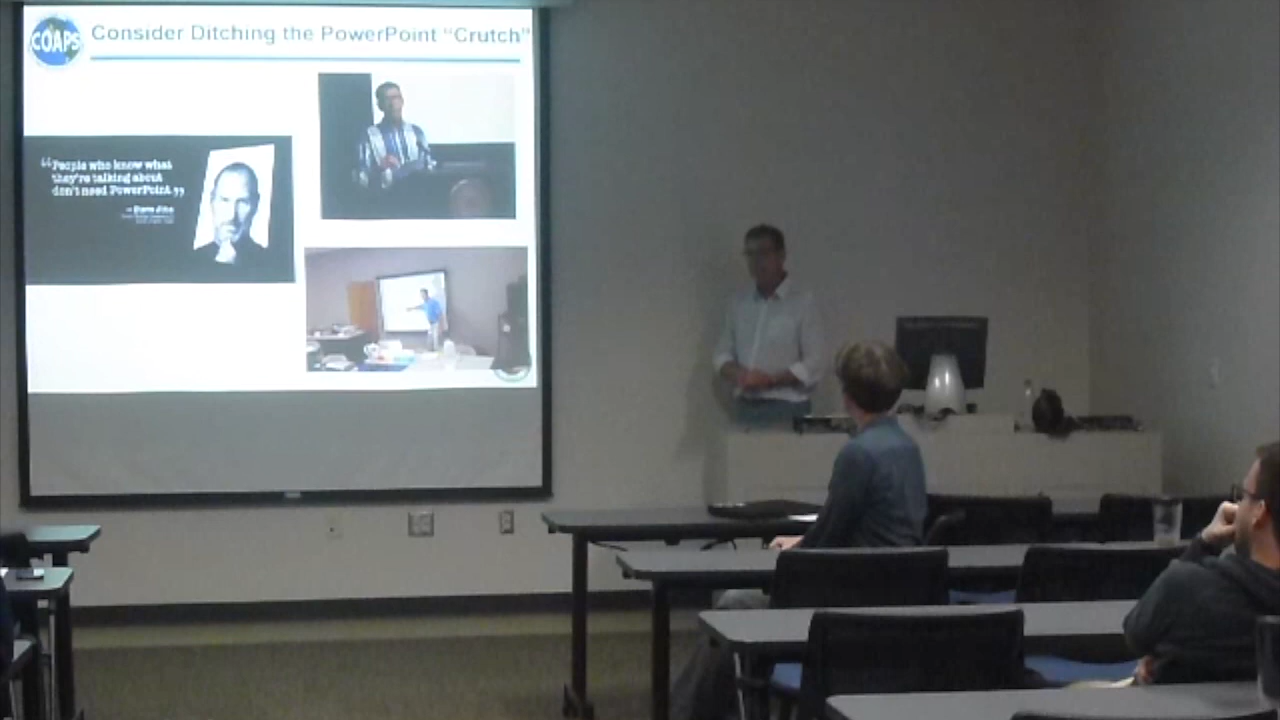 COAPS
Consider Ditching the PowerPoint “Crutch”
“People who know what
they're talking about
don't need PowerPoint.”